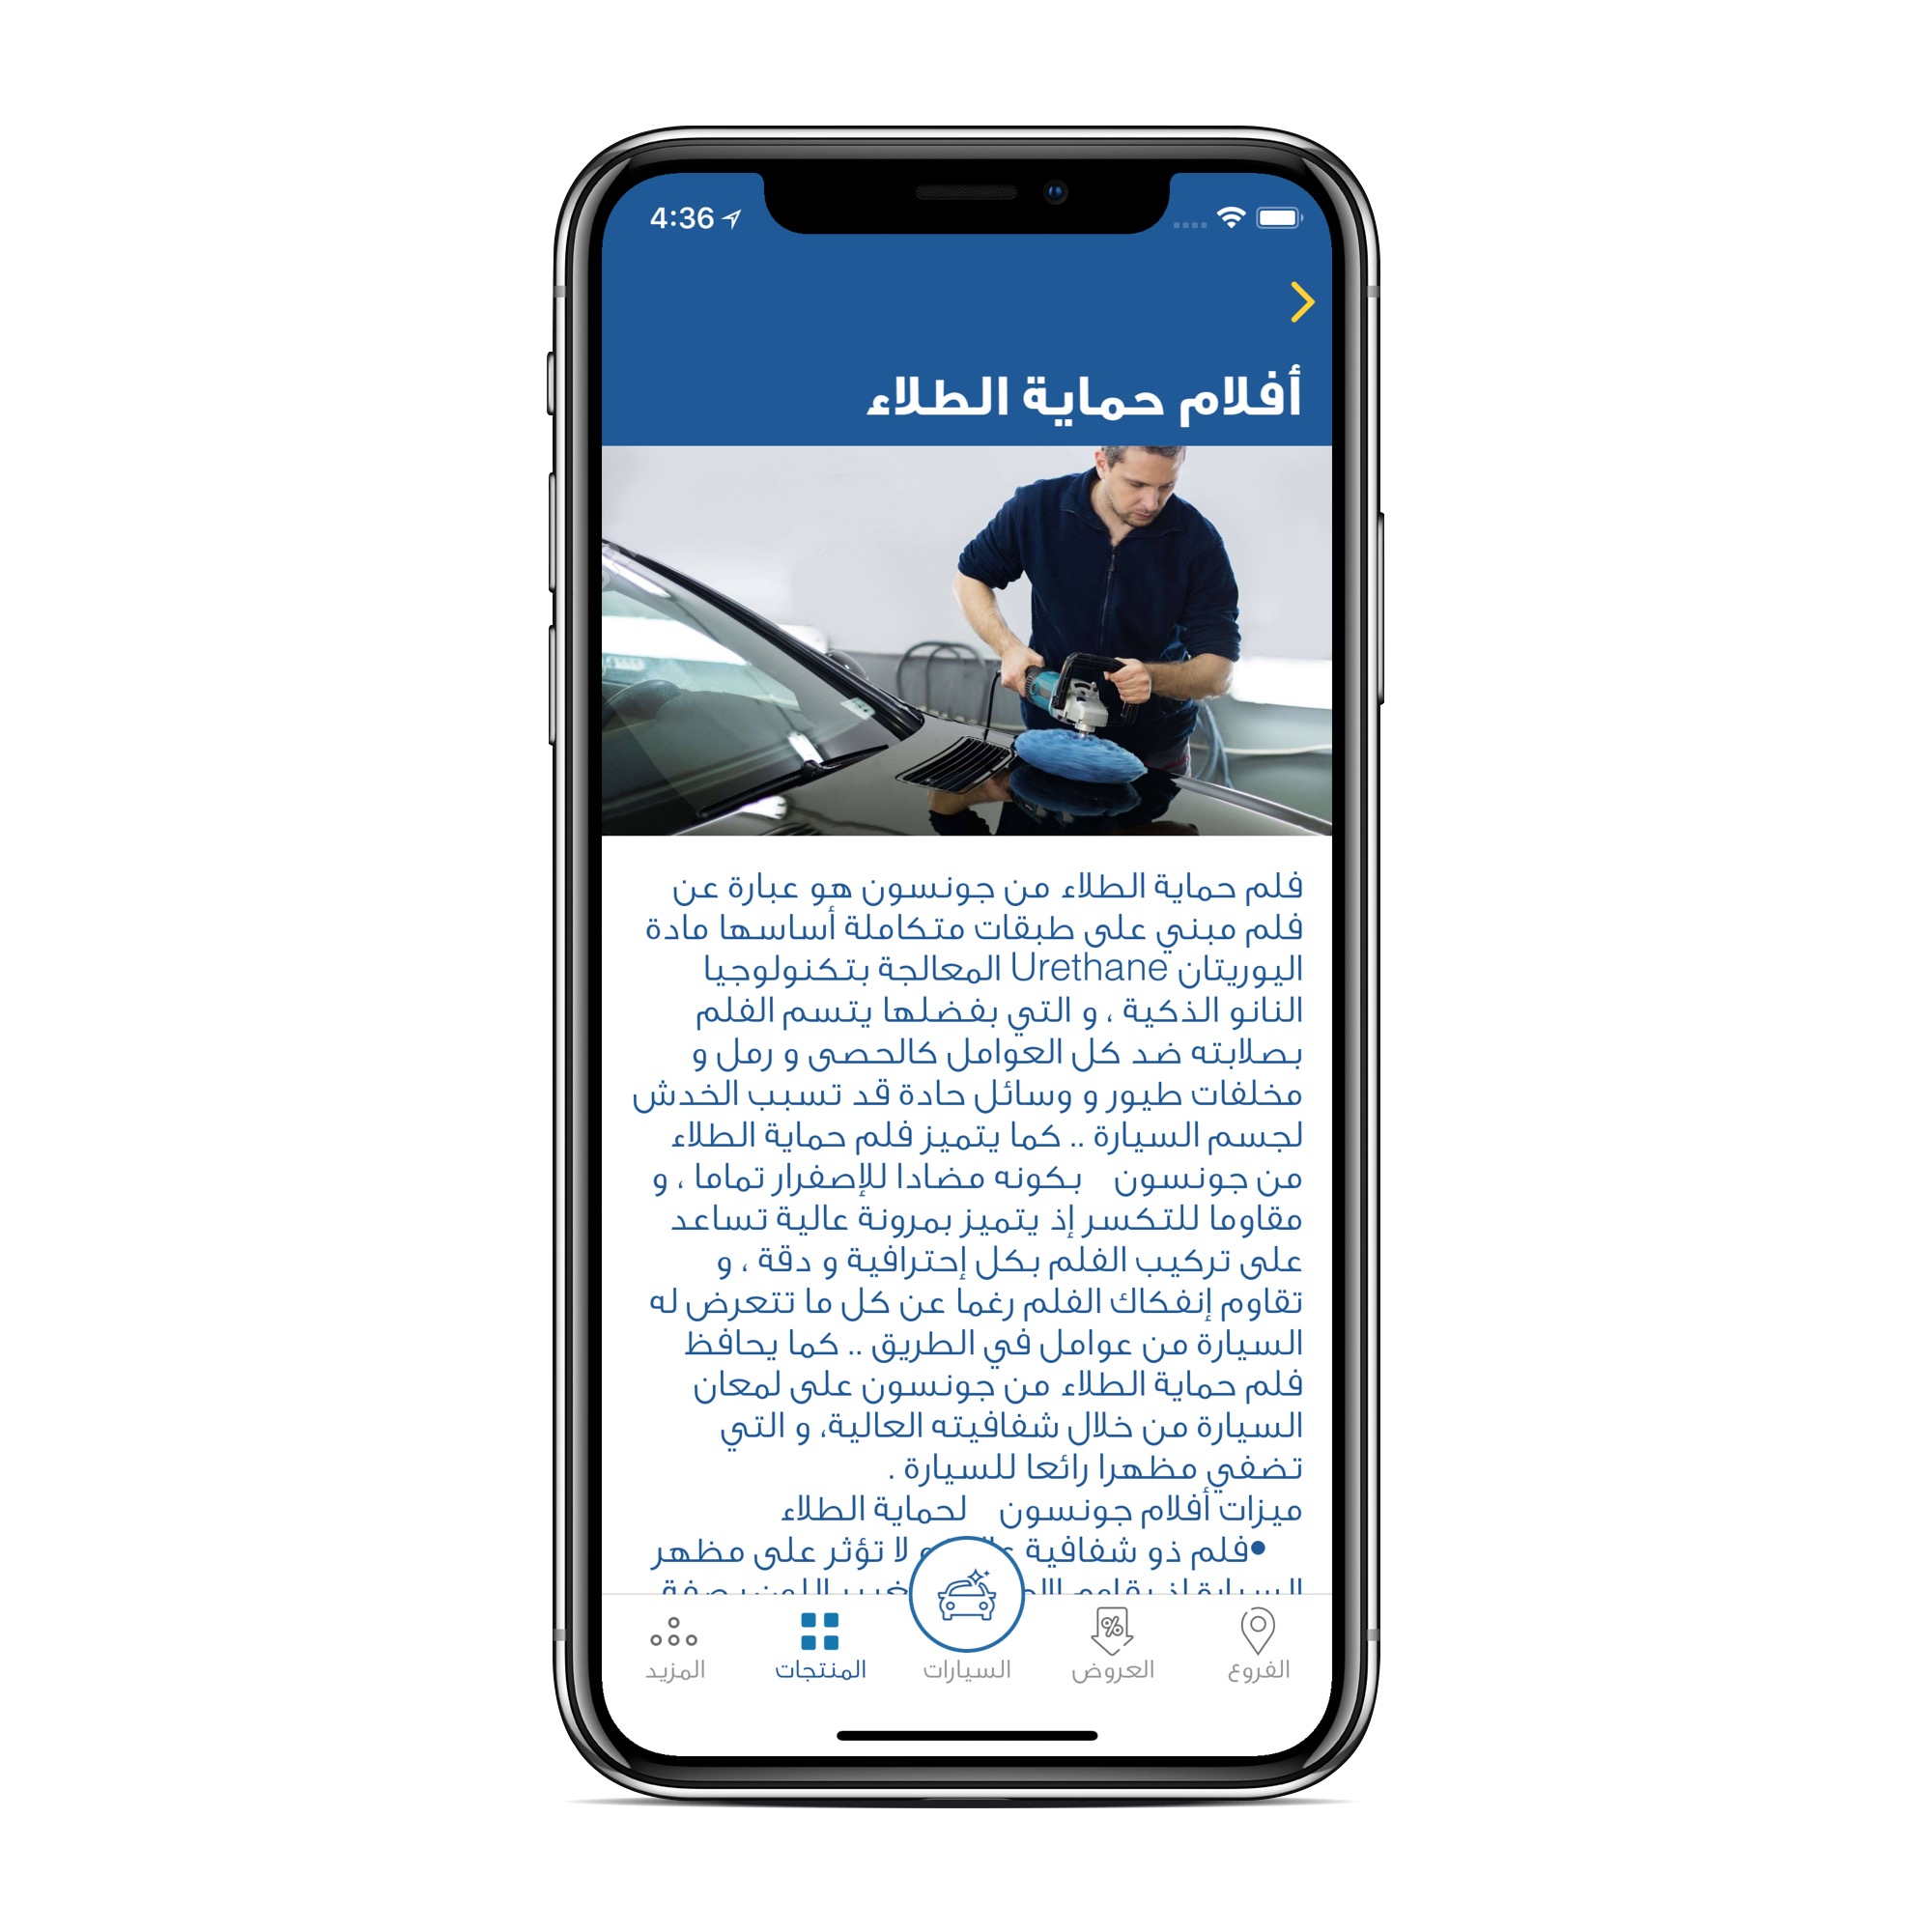 4:36
أفلام حماية الطلاء
فلم حماية الطلاء من جونسون هو عبارة عن
فلم مبني على طبقات متكاملة أساسها مادة
اليوريتان Urethane المعالجة بتكنولوجيا
النانو الذكية ، و التي بفضلها يتسم الفلم
بصلابته ضد كل العوامل كالحصى و رمل و
مخلفات طيور و وسائل حادة قد تسبب الخدش
لجسم السيارة .. كما يتميز فلم حماية الطلاء
من جونسون بكونه مضادا للإصفرار تماما ، و
مقاوما للتكسر إذ يتميز بمرونة عالية تساعد
على تركيب الفلم بكل إحترافية و دقة ، و
تقاوم إنفكاك الفلم رغما عن كل ما تتعرض له
السيارة من عوامل في الطريق .. كما يحافظ
فلم حماية الطلاء من جونسون على لمعان
السيارة من خلال شفافيته العالية، و التي
تضفي مظهرا رائعا للسيارة .
ميزات أفلام جونسون لحماية الطلاء
•فلم ذو شفافية لا تؤثر على مظهر
الفروع
العروض
السيارات
المنتجات
المزيد